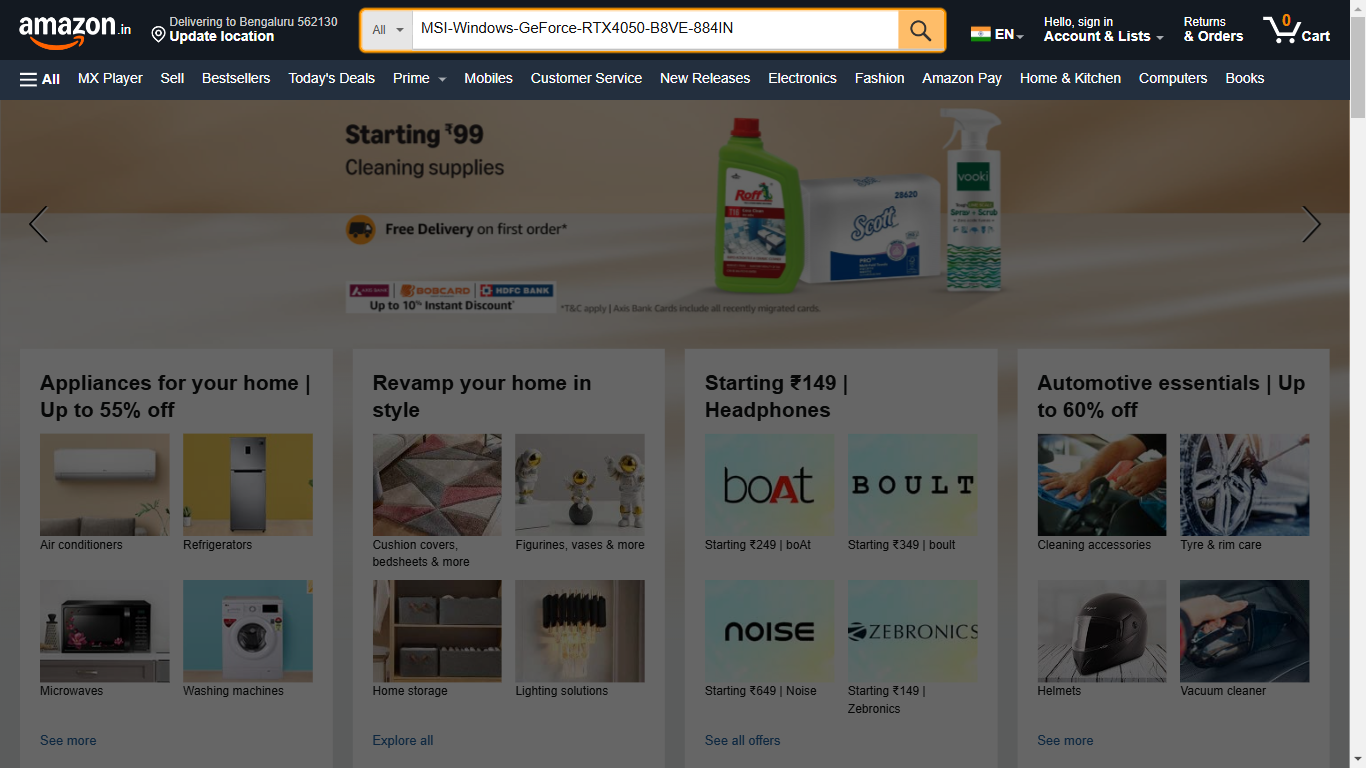 amazon.in
Delivering to Bengaluru 562130
Update location
All
MSI-Windows-GeForce-RTX4050-B8VE-884IN
EN
Hello, sign in
Account & Lists
Returns
& Orders
0
Cart
All
MX Player
Sell
Bestsellers
Today's Deals
Prime
Mobiles
Customer Service
New Releases
Electronics
Fashion
Amazon Pay
Home & Kitchen
Computers
Books
Starting ₹99
Cleaning supplies
Free Delivery on first order*
AXIS BANK | BOBCARD | HDFC BANK
Up to 10% Instant Discount*
*T&C apply | Axis Bank Cards include all recently migrated cards.
Roff
T16
28620
Scott
PRO
vooki
Spray + Scrub
Appliances for your home |
Up to 55% off
Air conditioners
Refrigerators
Microwaves
Washing machines
See more
Revamp your home in
style
Cushion covers,
bedsheets & more
Figurines, vases & more
Home storage
Lighting solutions
Explore all
Starting ₹149 |
Headphones
boAt
BOULT
Starting ₹249 | boAt
Starting ₹349 | boult
NOISE
ZEBRONICS
Starting ₹649 | Noise
Starting ₹149 |
Zebronics
See all offers
Automotive essentials | Up
to 60% off
Cleaning accessories
Tyre & rim care
Helmets
Vacuum cleaner
See more